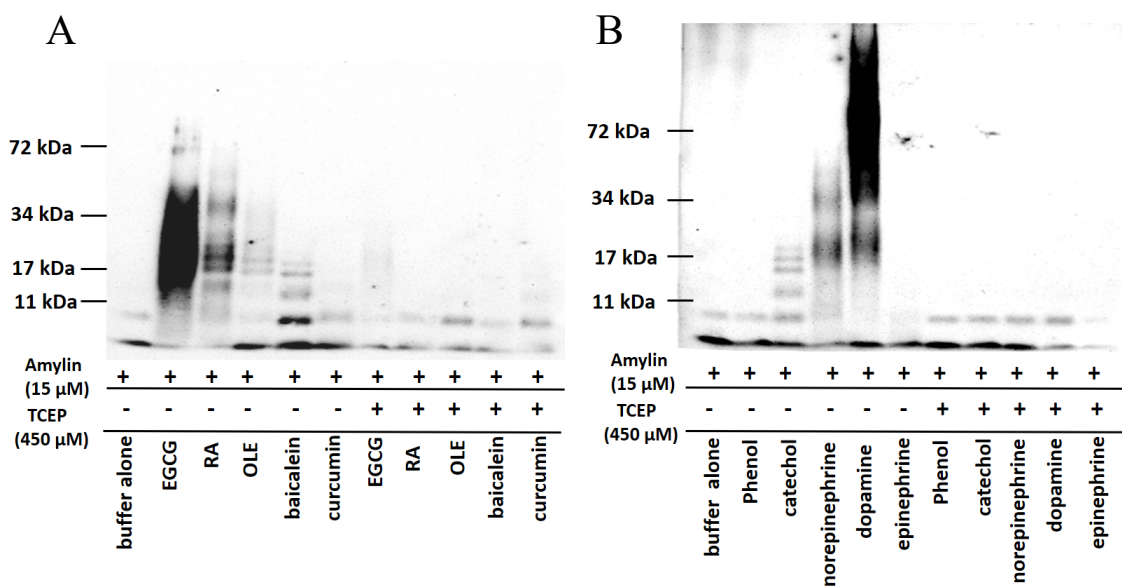 A
72 kDa
34 kDa
17 kDa
11 kDa
Amylin + + + + + + + + + + +
(15 µM)
TCEP - - - - - - + + + + +
(450 µM)
buffer alone
EGCG
RA
OLE
baicalein
curcumin
EGCG
RA
OLE
baicalein
curcumin
B
72 kDa
34 kDa
17 kDa
11 kDa
Amylin + + + + + + + + + + +
(15 µM)
TCEP - - - - - - + + + + +
(450 µM)
buffer alone
Phenol
catechol
norepinephrine
dopamine
epinephrine
Phenol
catechol
norepinephrine
dopamine
epinephrine